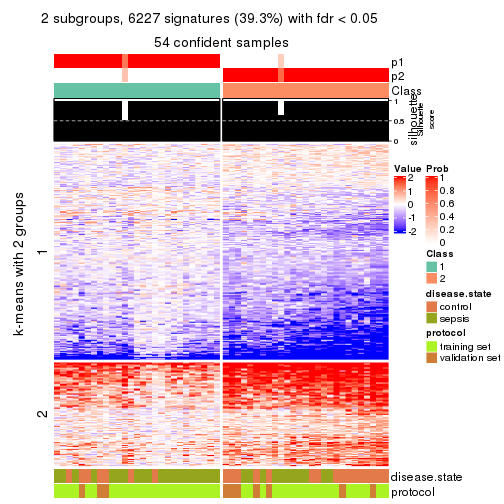 2 subgroups, 6227 signatures (39.3%) with fdr < 0.05
54 confident samples
p1
p2
Class
silhouette
Silhouette
score
1
0.5
0
k-means with 2 groups
1
2
Value
2
1
0
-1
-2
Prob
1
0.8
0.6
0.4
0.2
0
Class
1
2
disease.state
control
sepsis
protocol
training set
validation set
disease.state
protocol